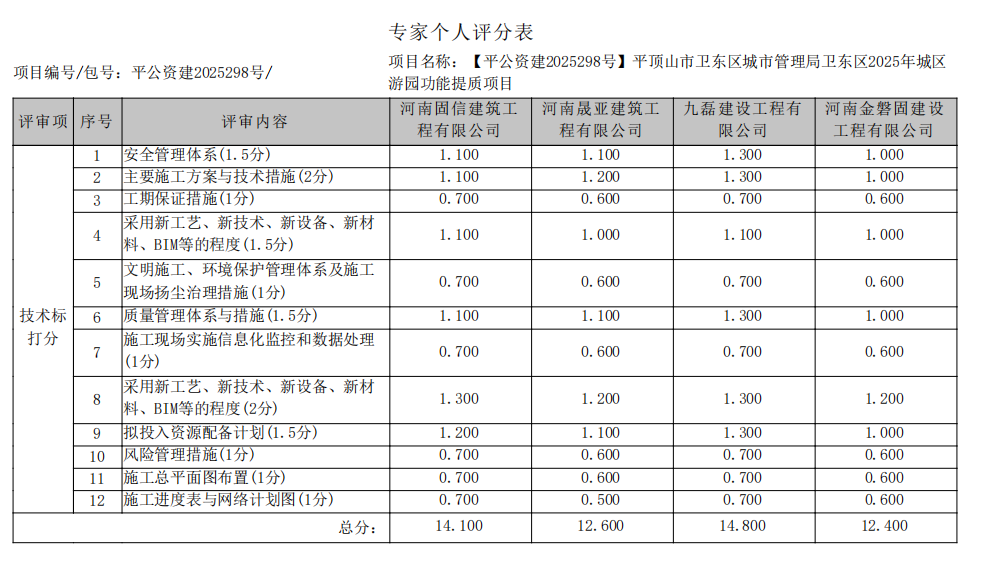 专家个人评分表
项目编号/包号: 平公资建2025298号/
项目名称: 【平公资建2025298号】平顶山市卫东区城市管理局卫东区2025年城区
游园功能提质项目
评审项 序号 评审内容 河南固信建筑工程有限公司 河南晟亚建筑工程有限公司 九磊建设工程有限公司 河南金磐固建设工程有限公司
技术标打分
1 安全管理体系(1.5分) 1.100 1.100 1.300 1.000
2 主要施工方案与技术措施(2分) 1.100 1.200 1.300 1.000
3 工期保证措施(1分) 0.700 0.600 0.700 0.600
4 采用新工艺、新技术、新设备、新材料、BIM等的程度(1.5分) 1.100 1.000 1.100 1.000
5 文明施工、环境保护管理体系及施工现场扬尘治理措施(1分) 0.700 0.600 0.700 0.600
6 质量管理体系与措施(1.5分) 1.100 1.100 1.300 1.000
7 施工现场实施信息化监控和数据处理(1分) 0.700 0.600 0.700 0.600
8 采用新工艺、新技术、新设备、新材料、BIM等的程度(2分) 1.300 1.200 1.300 1.200
9 拟投入资源配备计划(1.5分) 1.200 1.100 1.300 1.000
10 风险管理措施(1分) 0.700 0.600 0.700 0.600
11 施工总平面图布置(1分) 0.700 0.600 0.700 0.600
12 施工进度表与网络计划图(1分) 0.700 0.500 0.700 0.600
总分: 14.100 12.600 14.800 12.400